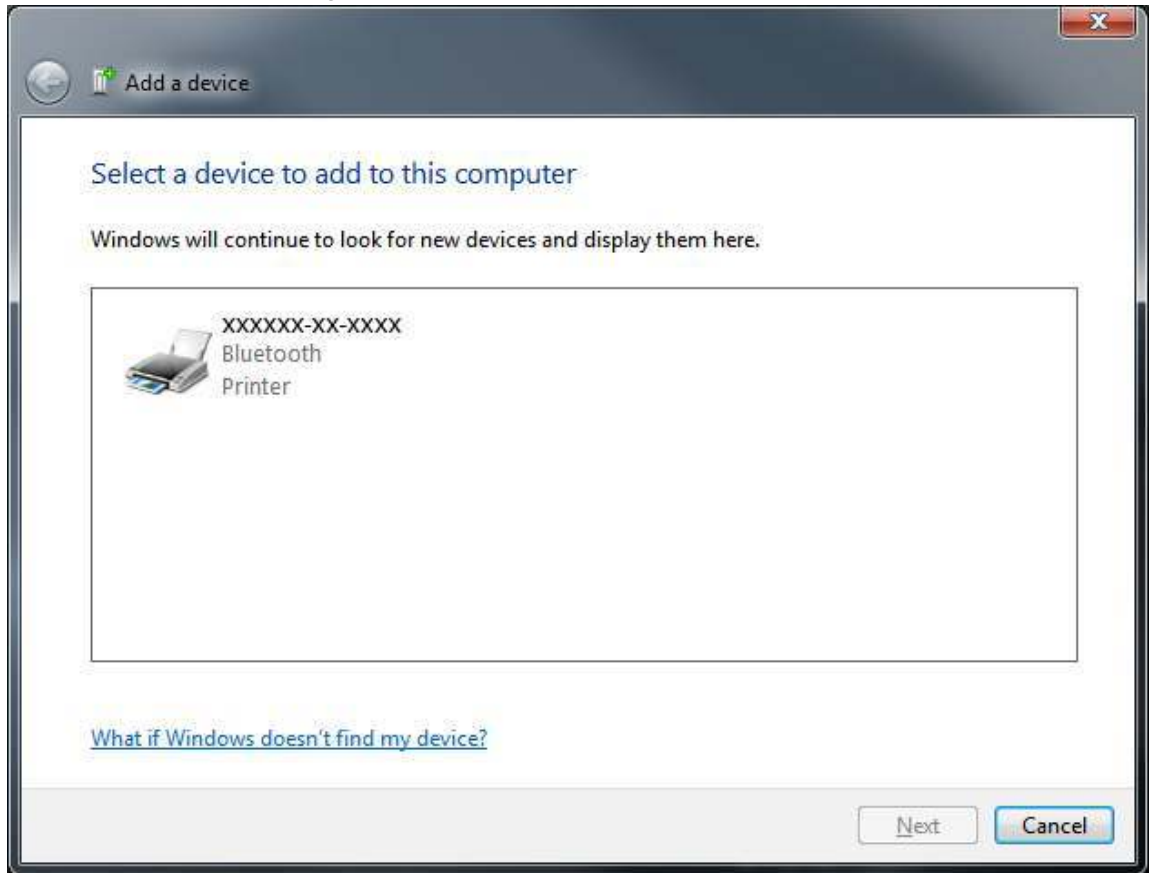 Add a device
Select a device to add to this computer
Windows will continue to look for new devices and display them here.
XXXXXX-XX-XXXX
Bluetooth
Printer
What if Windows doesn't find my device?
Next
Cancel